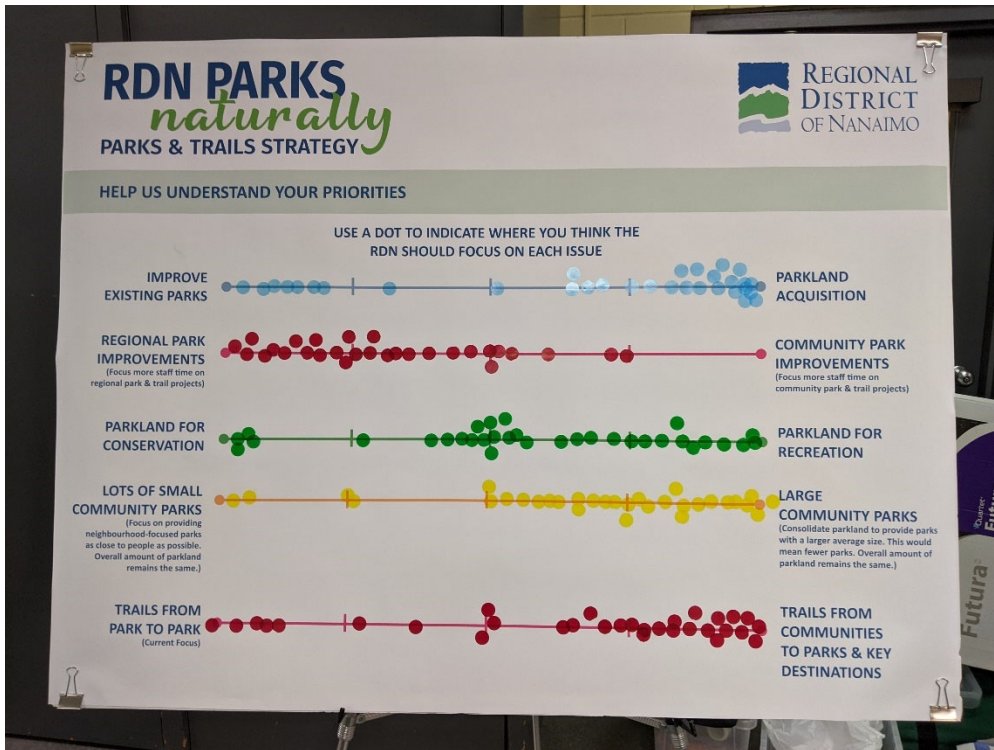 RDN PARKS
naturally
PARKS & TRAILS STRATEGY
REGIONAL
DISTRICT
OF NANAIMO
HELP US UNDERSTAND YOUR PRIORITIES
USE A DOT TO INDICATE WHERE YOU THINK THE
RDN SHOULD FOCUS ON EACH ISSUE
IMPROVE
EXISTING PARKS
PARKLAND
ACQUISITION
REGIONAL PARK
IMPROVEMENTS
(Focus more staff time on
regional park & trail projects)
COMMUNITY PARK
IMPROVEMENTS
(Focus more staff time on
community park & trail projects)
PARKLAND FOR
CONSERVATION
PARKLAND FOR
RECREATION
LOTS OF SMALL
COMMUNITY PARKS
(Focus on providing
neighbourhood-focused parks
as close to people as possible.
Overall amount of parkland
remains the same.)
LARGE
COMMUNITY PARKS
(Consolidate parkland to provide parks
with a larger average size. This would
mean fewer parks. Overall amount of
parkland remains the same.)
TRAILS FROM
PARK TO PARK
(Current Focus)
TRAILS FROM
COMMUNITIES
TO PARKS & KEY
DESTINATIONS
Futura